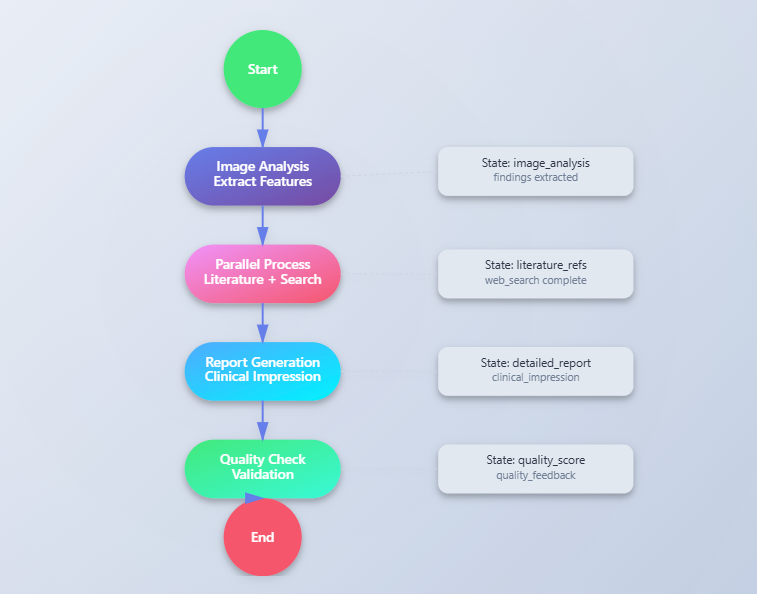 Start
Image Analysis
Extract Features
State: image_analysis
findings extracted
Parallel Process
Literature + Search
State: literature_refs
web_search complete
Report Generation
Clinical Impression
State: detailed_report
clinical_impression
Quality Check
Validation
State: quality_score
quality_feedback
End